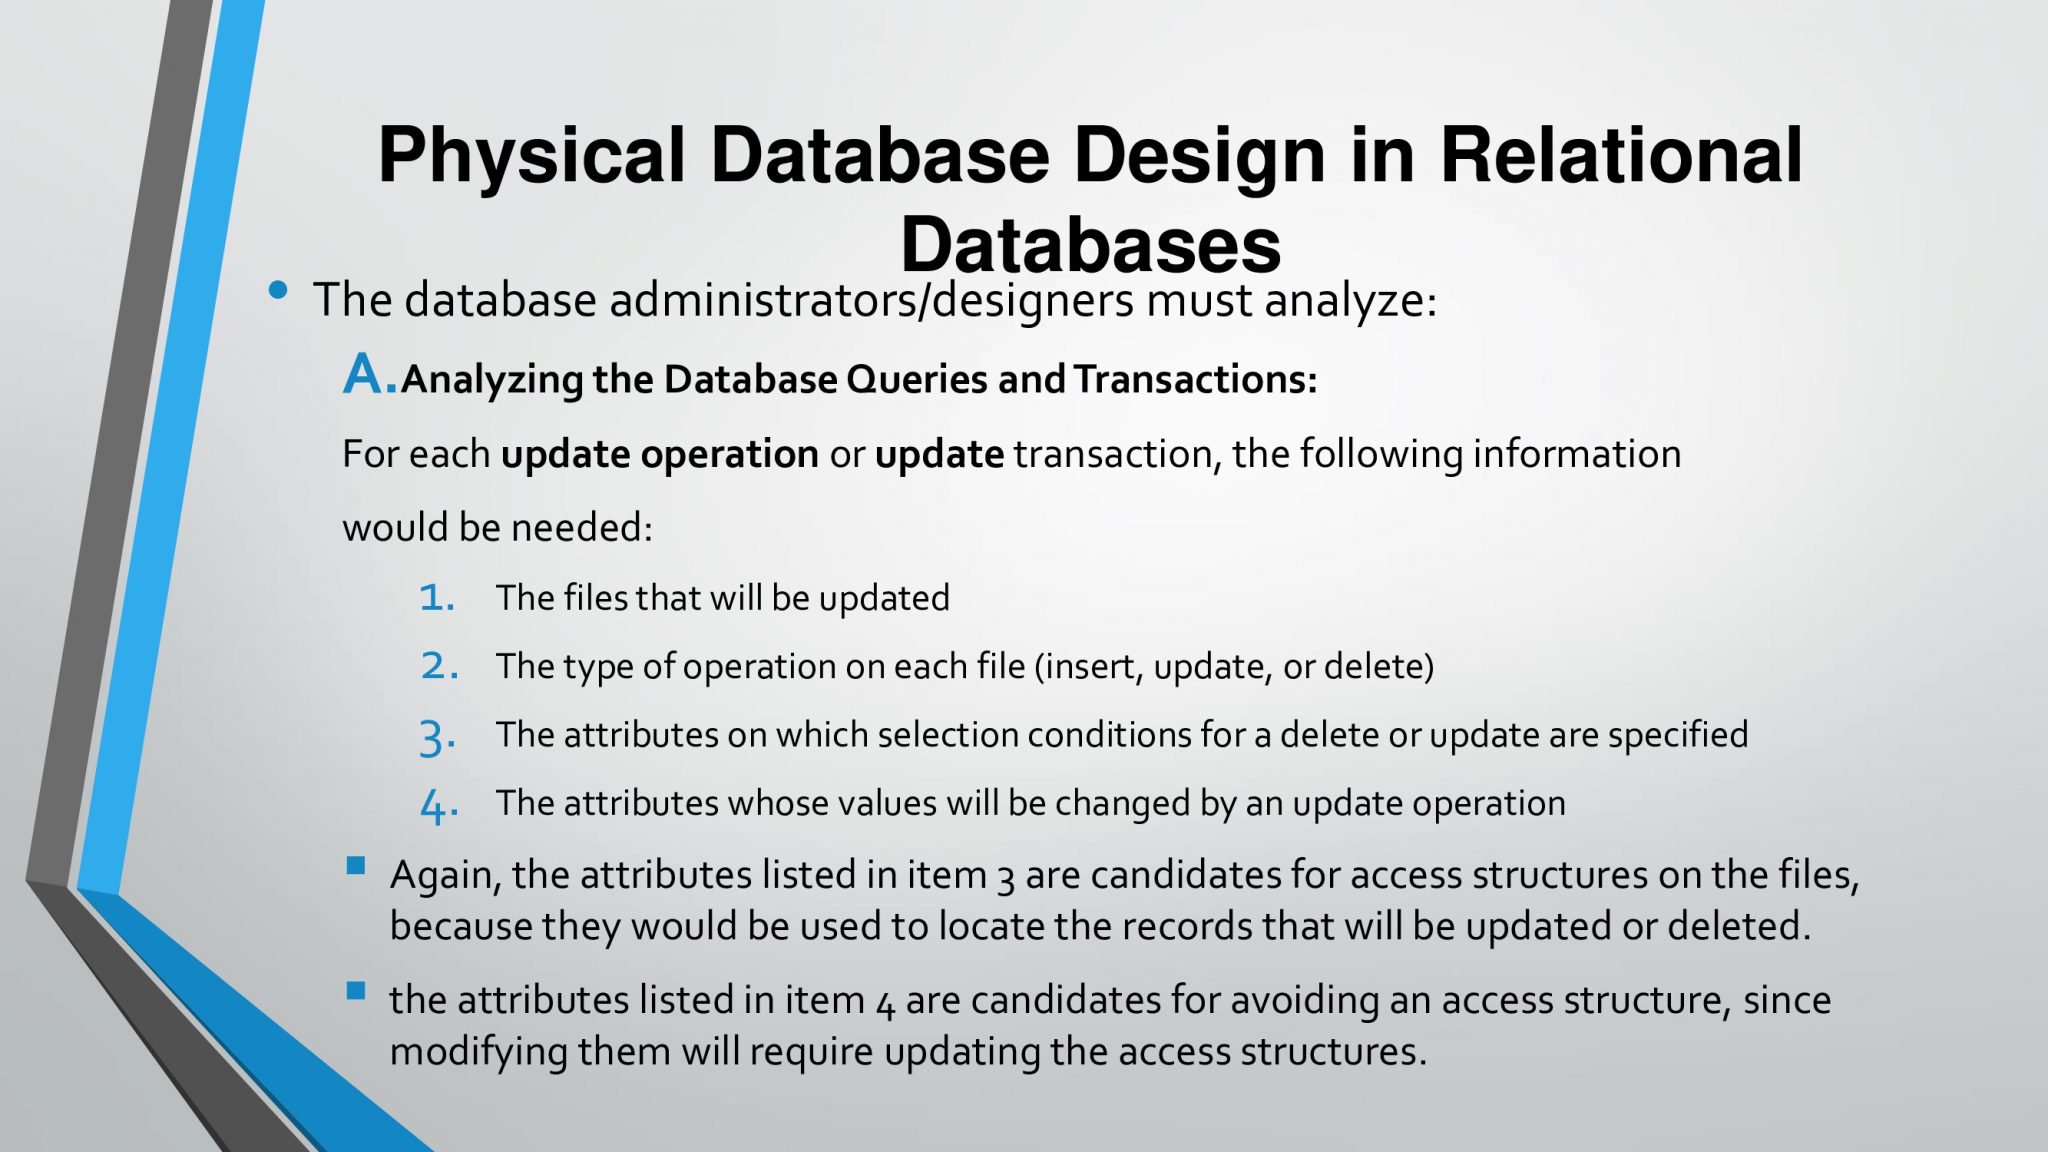 Physical Database Design in Relational
Databases
• The database administrators/designers must analyze:
A. Analyzing the Database Queries and Transactions:
For each update operation or update transaction, the following information
would be needed:
1. The files that will be updated
2. The type of operation on each file (insert, update, or delete)
3. The attributes on which selection conditions for a delete or update are specified
4. The attributes whose values will be changed by an update operation
▪ Again, the attributes listed in item 3 are candidates for access structures on the files,
because they would be used to locate the records that will be updated or deleted.
▪ the attributes listed in item 4 are candidates for avoiding an access structure, since
modifying them will require updating the access structures.